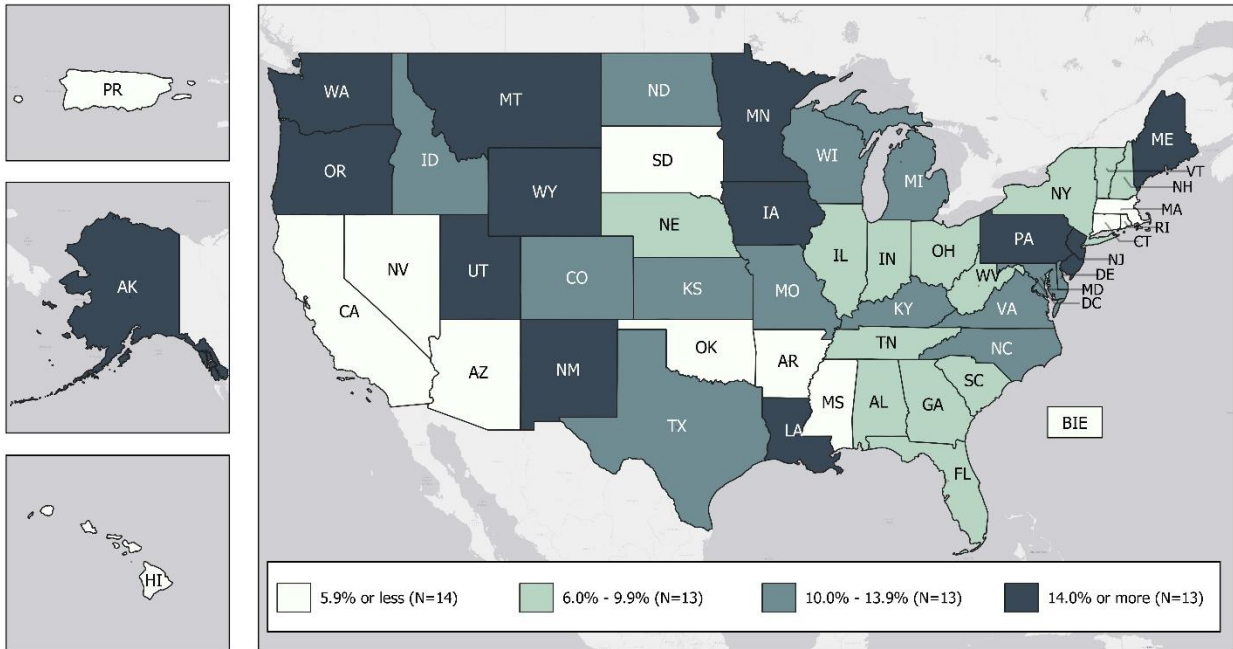 PR
AK
HI
WA
MT
ND
MN
ME
OR
ID
WY
SD
WI
MI
NY
VT
NH
MA
RI
CT
NJ
DE
MD
DC
NV
UT
CO
NE
KS
IA
MO
IL
IN
OH
PA
WV
VA
KY
NC
TN
SC
CA
AZ
NM
OK
AR
TX
LA
MS
AL
GA
FL
BIE
5.9% or less (N=14)
6.0% - 9.9% (N=13)
10.0% - 13.9% (N=13)
14.0% or more (N=13)